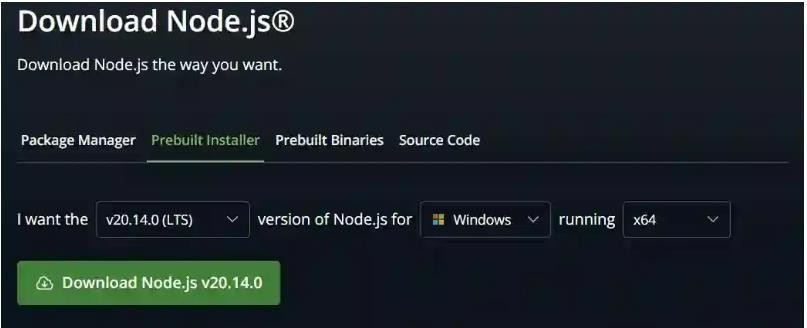 Download Node.js®
Download Node.js the way you want.
Package Manager Prebuilt Installer Prebuilt Binaries Source Code
I want the v20.14.0 (LTS) version of Node.js for Windows running x64
Download Node.js v20.14.0